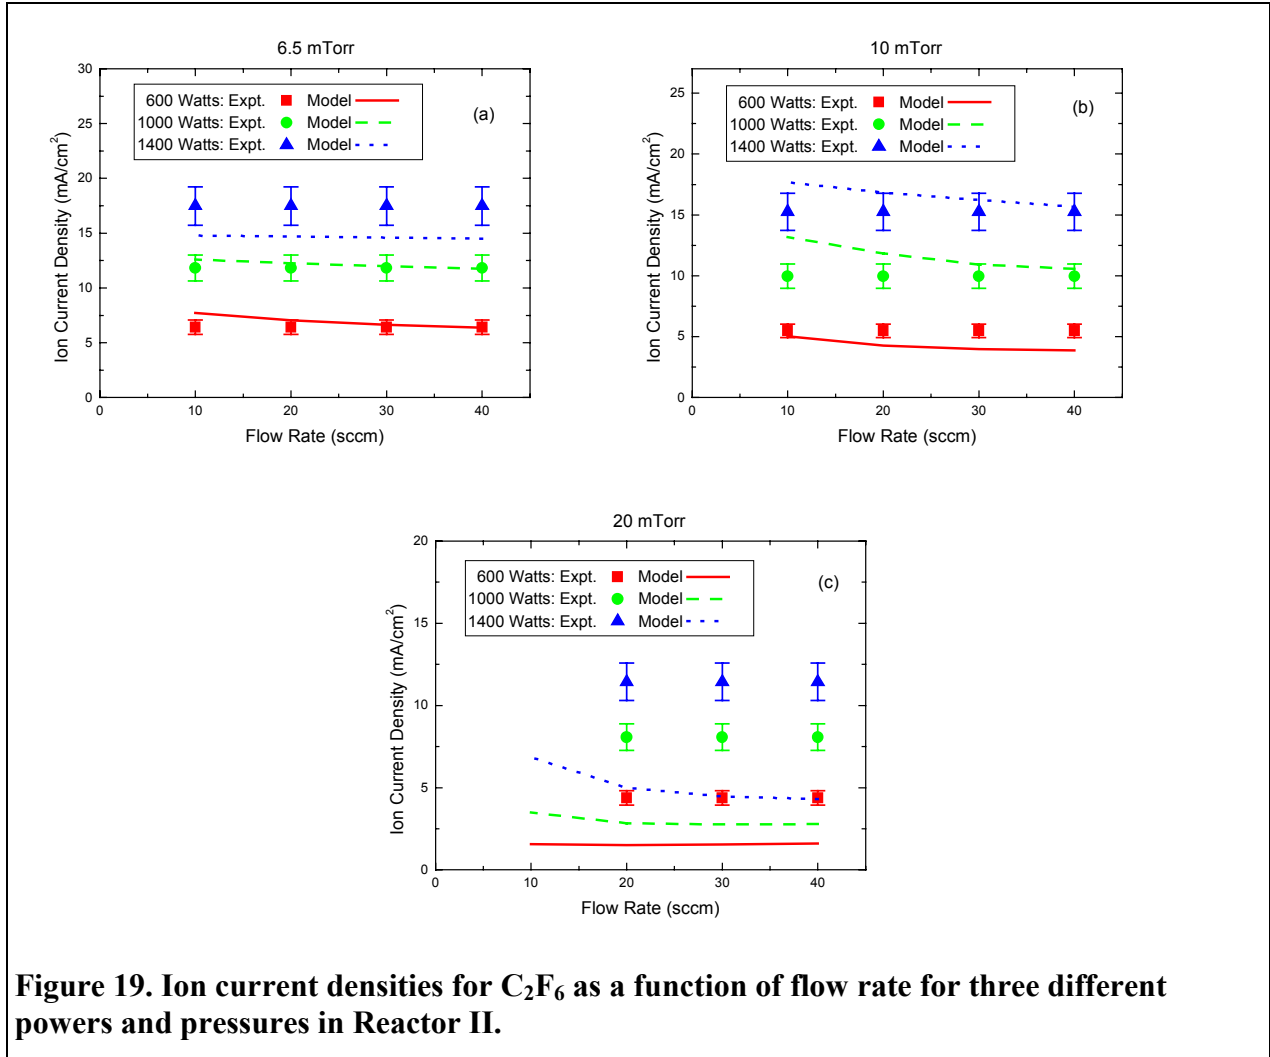 6.5 mTorr
30
25
20
15
10
5
0
0 10 20 30 40
Ion Current Density (mA/cm²)
Flow Rate (sccm)
600 Watts: Expt. Model
1000 Watts: Expt. Model
1400 Watts: Expt. Model
(a)
10 mTorr
25
20
15
10
5
0
0 10 20 30 40
Ion Current Density (mA/cm²)
Flow Rate (sccm)
600 Watts: Expt. Model
1000 Watts: Expt. Model
1400 Watts: Expt. Model
(b)
20 mTorr
20
15
10
5
0
0 10 20 30 40
Ion Current Density (mA/cm²)
Flow Rate (sccm)
600 Watts: Expt. Model
1000 Watts: Expt. Model
1400 Watts: Expt. Model
(c)
Figure 19. Ion current densities for C₂F₆ as a function of flow rate for three different
powers and pressures in Reactor II.